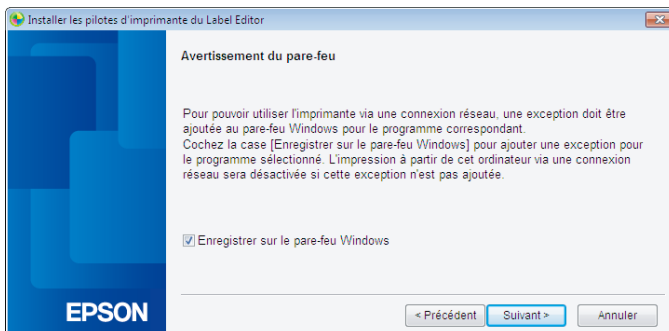 Installer les pilotes d'imprimante du Label Editor
Avertissement du pare-feu
Pour pouvoir utiliser l'imprimante via une connexion réseau, une exception doit être
ajoutée au pare-feu Windows pour le programme correspondant.
Cochez la case [Enregistrer sur le pare-feu Windows] pour ajouter une exception pour
le programme sélectionné. L'impression à partir de cet ordinateur via une connexion
réseau sera désactivée si cette exception n'est pas ajoutée.
Enregistrer sur le pare-feu Windows
EPSON
< Précédent
Suivant >
Annuler